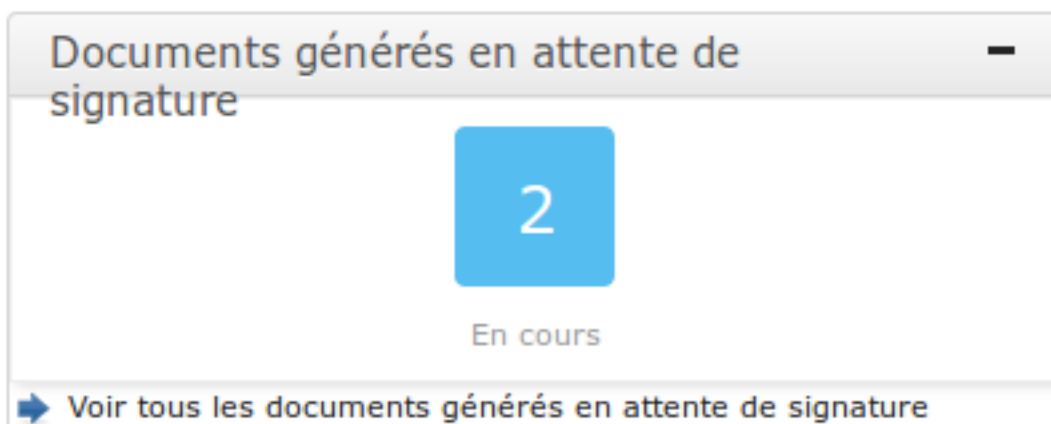 Documents générés en attente de
signature
2
En cours
Voir tous les documents générés en attente de signature